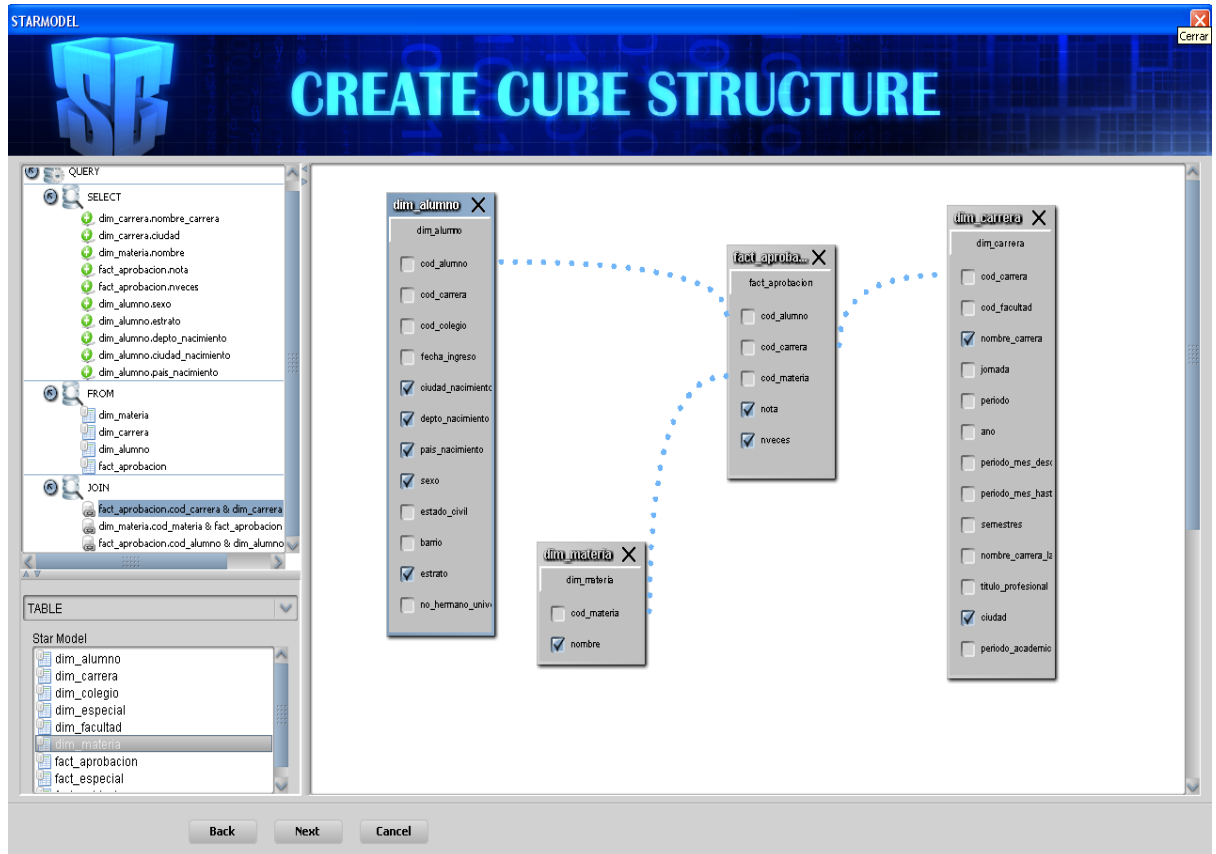 STARMODEL
Cerrar
SG
CREATE CUBE STRUCTURE
QUERY
SELECT
dim_carrera.nombre_carrera
dim_carrera.ciudad
dim_materia.nombre
fact_aprobacion.nota
fact_aprobacion.nveces
dim_alumno.sexo
dim_alumno.estrato
dim_alumno.depto_nacimiento
dim_alumno.ciudad_nacimiento
dim_alumno.pais_nacimiento
FROM
dim_materia
dim_carrera
dim_alumno
fact_aprobacion
JOIN
fact_aprobacion.cod_carrera & dim_carrera
dim_materia.cod_materia & fact_aprobacion
fact_aprobacion.cod_alumno & dim_alumno
TABLE
Star Model
dim_alumno
dim_carrera
dim_colegio
dim_especial
dim_facultad
dim_materia
fact_aprobacion
fact_especial
dim_alumno
dim_alumno
cod_alumno
cod_carrera
cod_colegio
fecha_ingreso
ciudad_nacimiento
depto_nacimiento
pais_nacimiento
sexo
estado_civil
barrio
estrato
no_hermano_unive
dim_materia
dim_materia
cod_materia
nombre
fact_aproba...
fact_aprobacion
cod_alumno
cod_carrera
cod_materia
nota
nveces
dim_carrera
dim_carrera
cod_carrera
cod_facultad
nombre_carrera
jornada
periodo
ano
periodo_mes_desc
periodo_mes_hast
semestres
nombre_carrera_la
titulo_profesional
ciudad
periodo_academic
Back Next Cancel